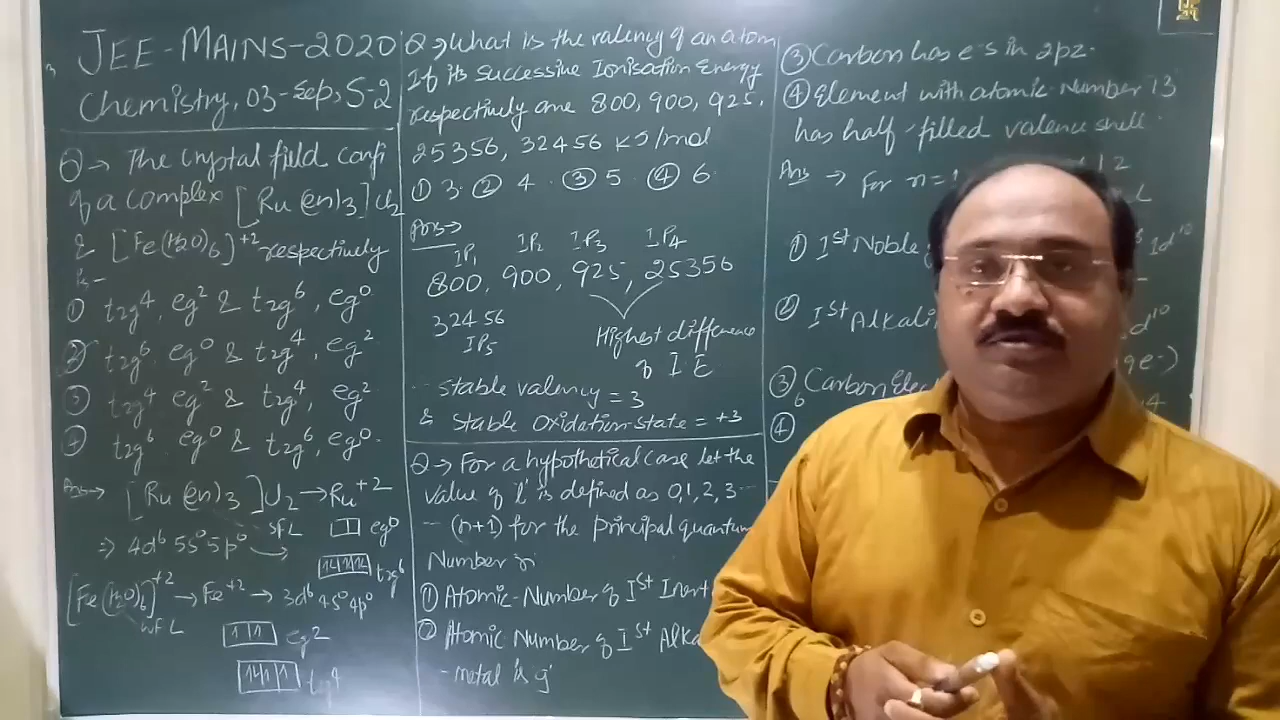 JEE-MAINS-2020
Chemistry, 03-Sep, S-2
Q → The Crystal field confi
of a complex [Ru(en)3]Cl2
& [Fe(H2O)6]+2 respectively
is -
① t2g4, eg2 & t2g6, eg0
② t2g6, eg0 & t2g4, eg2
③ t2g4 eg2 & t2g4, eg2
④ t2g6 eg0 & t2g6, eg0.
Ans → [Ru(en)3]Cl2 → Ru+2
SFL eg0
⇒ 4d6 5s0 5p0
t2g6
[Fe(H2O)6]+2 → Fe+2 → 3d6 4s0 4p0
WFL
eg2
t2g4
Q → What is the valency of an atom
If its Successive Ionisation Energy
respectively are 800, 900, 925,
25356, 32456 KJ/mol
① 3. ② 4 ③ 5 ④ 6
Ans →
IP1 IP2 IP3 IP4
800, 900, 925, 25356
32456
IP5
Highest difference
of I E
stable valency = 3
& stable Oxidation state = +3
Q → For a hypothetical case let the
value of 'l' is defined as 0, 1, 2, 3 --
- (n+1) for the principal quantum
Number n
① Atomic-Number of Ist Inert
② Atomic Number of Ist Alka
- metal is 9
③ Carbon has e-s in 2pz.
④ Element with atomic Number 13
has half-filled valence shell.
Ans → For n=1
① Ist Noble 1d10
② Ist Alkali d10
(9e-)
③ 6Carbon Elec
④